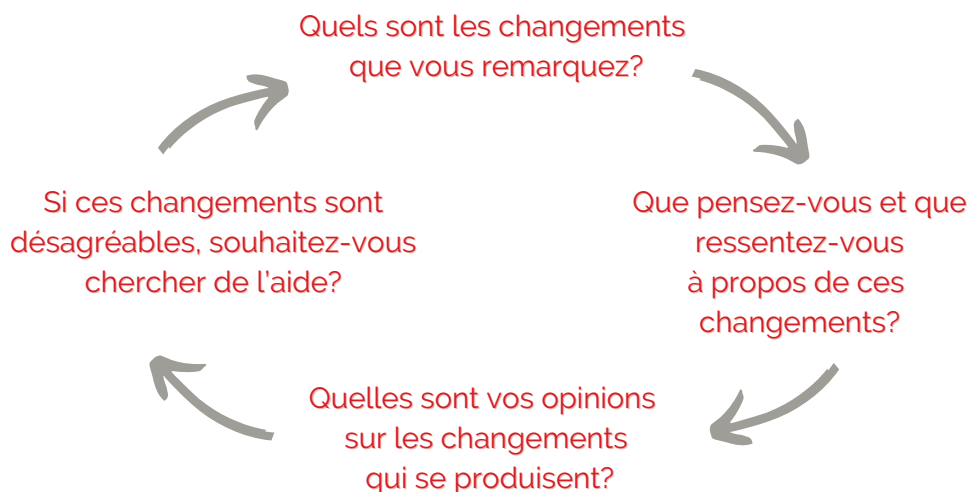 Quels sont les changements
que vous remarquez?
Que pensez-vous et que
ressentez-vous
à propos de ces
changements?
Quelles sont vos opinions
sur les changements
qui se produisent?
Si ces changements sont
désagréables, souhaitez-vous
chercher de l'aide?